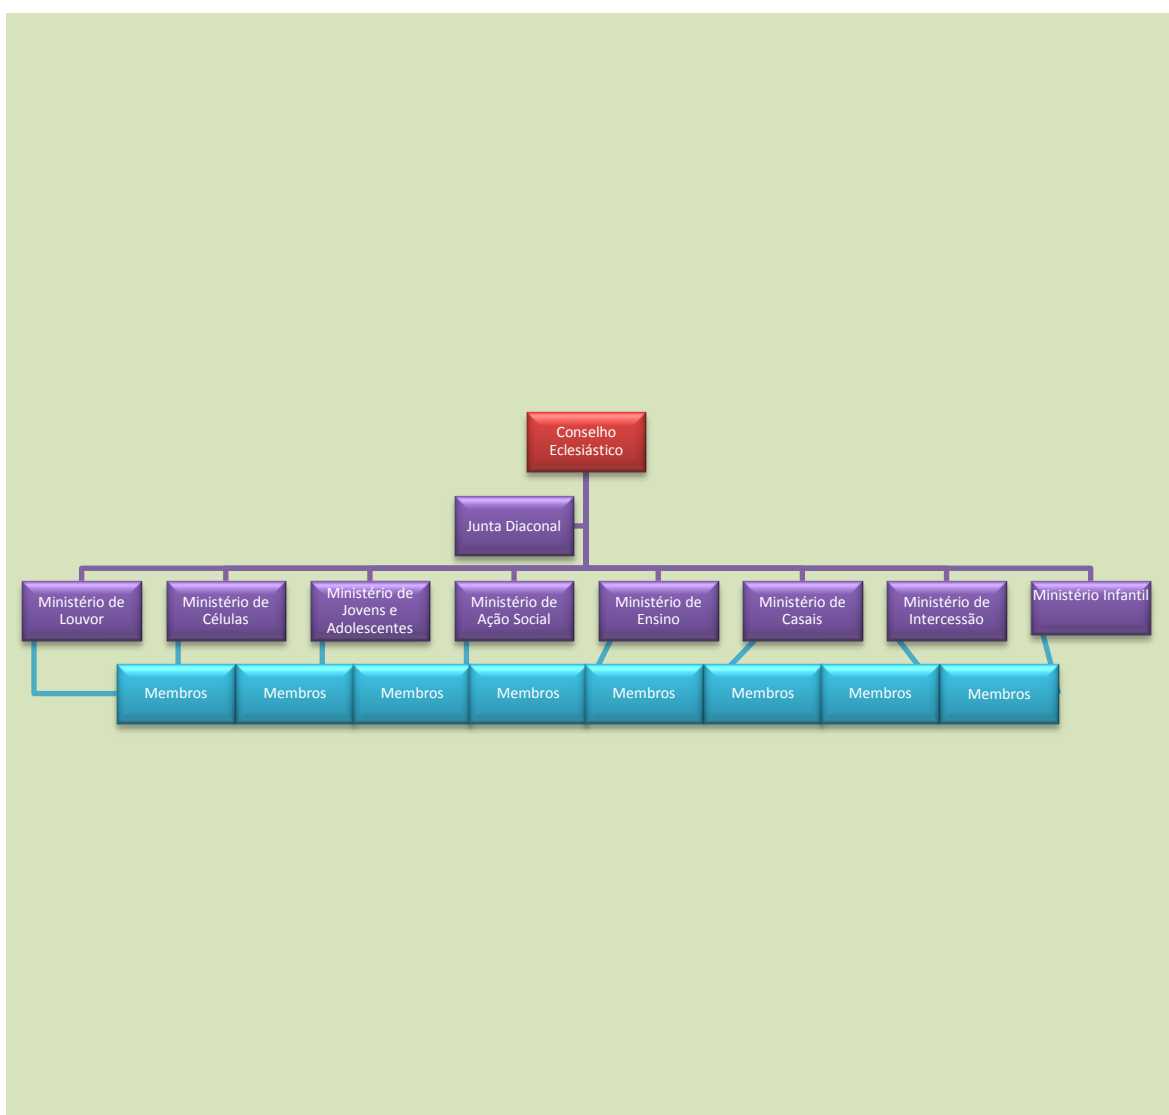 Conselho
Eclesiástico
Junta Diaconal
Ministério de
Louvor
Ministério de
Células
Ministério de
Jovens e
Adolescentes
Ministério de
Ação Social
Ministério de
Ensino
Ministério de
Casais
Ministério de
Intercessão
Ministério Infantil
Membros
Membros
Membros
Membros
Membros
Membros
Membros
Membros